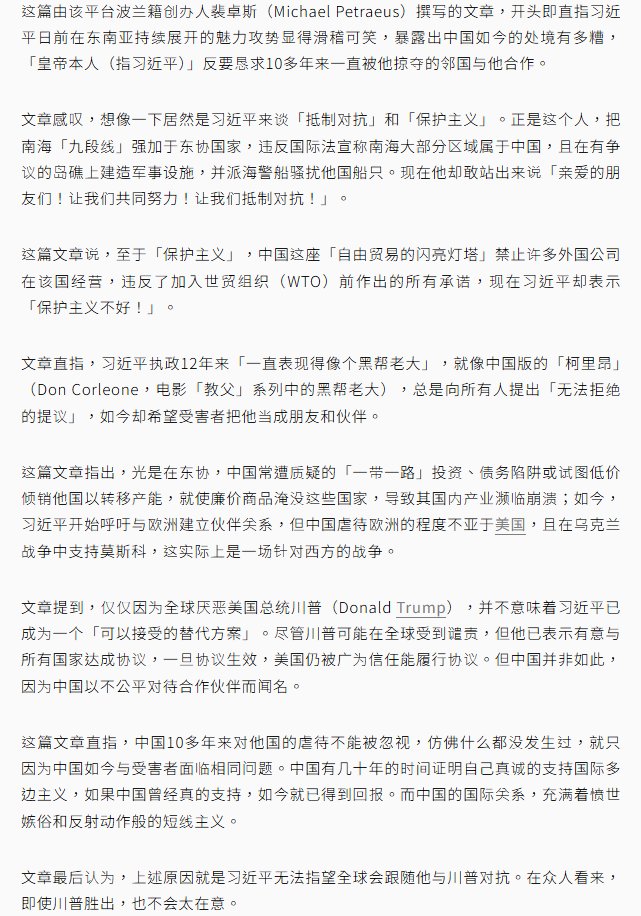 这篇由该平台波兰籍创办人裴卓斯（Michael Petraeus）撰写的文章，开头即直指习近
平日前在东南亚持续展开的魅力攻势显得滑稽可笑，暴露出中国如今的处境有多糟，
「皇帝本人（指习近平）」反要恳求10多年来一直被他掠夺的邻国与他合作。
文章感叹，想像一下居然是习近平来谈「抵制对抗」和「保护主义」。正是这个人，把
南海「九段线」强加于东协国家，违反国际法宣称南海大部分区域属于中国，且在有争
议的岛礁上建造军事设施，并派海警船骚扰他国船只。现在他却敢站出来说「亲爱的朋
友们！让我们共同努力！让我们抵制对抗！」。
这篇文章说，至于「保护主义」，中国这座「自由贸易的闪亮灯塔」禁止许多外国公司
在该国经营，违反了加入世贸组织（WTO）前作出的所有承诺，现在习近平却表示
「保护主义不好！」。
文章直指，习近平执政12年来「一直表现得像个黑帮老大」，就像中国版的「柯里昂」
（Don Corleone，电影「教父」系列中的黑帮老大），总是向所有人提出「无法拒绝
的提议」，如今却希望受害者把他当成朋友和伙伴。
这篇文章指出，光是在东协，中国常遭质疑的「一带一路」投资、债务陷阱或试图低价
倾销他国以转移产能，就使廉价商品淹没这些国家，导致其国内产业濒临崩溃；如今，
习近平开始呼吁与欧洲建立伙伴关系，但中国虐待欧洲的程度不亚于美国，且在乌克兰
战争中支持莫斯科，这实际上是一场针对西方的战争。
文章提到，仅仅因为全球厌恶美国总统川普（Donald Trump），并不意味着习近平已
成为一个「可以接受的替代方案」。尽管川普可能在全球受到谴责，但他已表示有意与
所有国家达成协议，一旦协议生效，美国仍被广为信任能履行协议。但中国并非如此，
因为中国以不公平对待合作伙伴而闻名。
这篇文章直指，中国10多年来对他国的虐待不能被忽视，仿佛什么都没发生过，就只
因为中国如今与受害者面临相同问题。中国有几十年的时间证明自己真诚的支持国际多
边主义，如果中国曾经真的支持，如今就已得到回报。而中国的国际关系，充满着愤世
嫉俗和反射动作般的短线主义。
文章最后认为，上述原因就是习近平无法指望全球会跟随他与川普对抗。在众人看来，
即使川普胜出，也不会太在意。